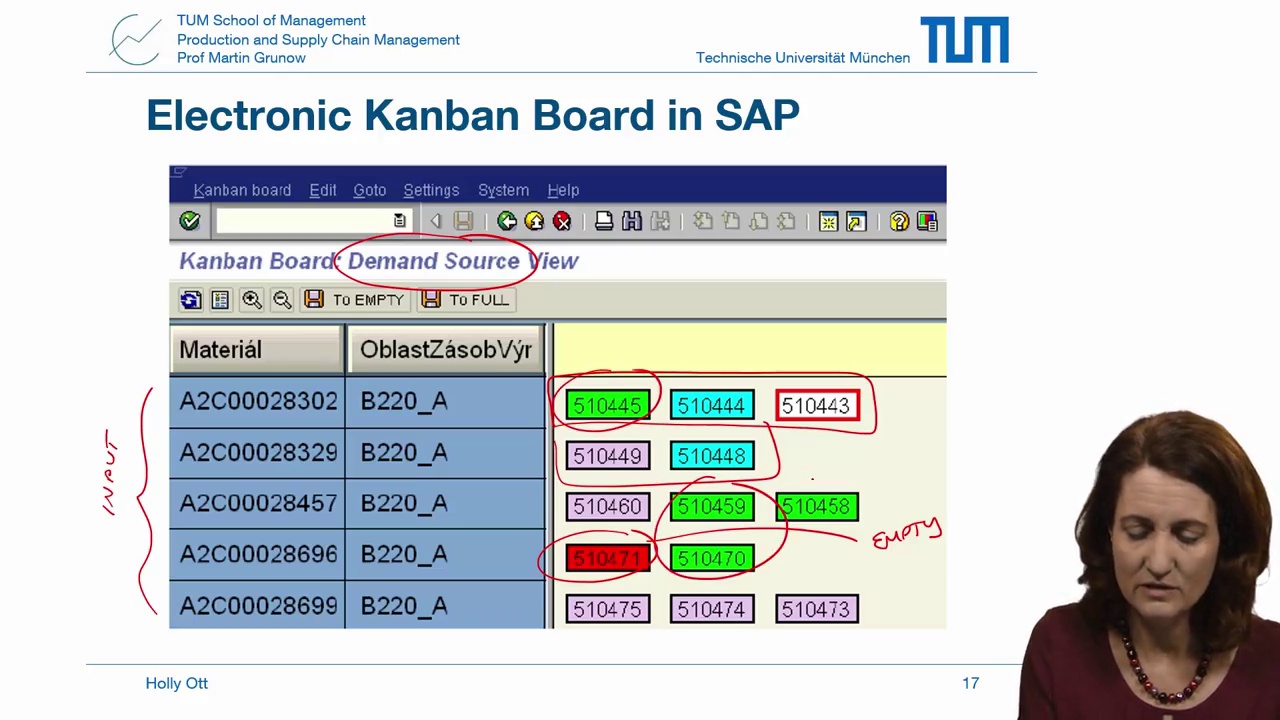 TUM School of Management
Production and Supply Chain Management
Prof Martin Grunow
Technische Universität München
TUM
Electronic Kanban Board in SAP
Kanban board Edit Goto Settings System Help
Kanban Board: Demand Source View
To EMPTY To FULL
Materiál OblastZásobVýr
A2C00028302 B220_A 510445 510444 510443
A2C00028329 B220_A 510449 510448
A2C00028457 B220_A 510460 510459 510458
A2C00028696 B220_A 510471 510470
A2C00028699 B220_A 510475 510474 510473
INPUT
EMPTY
Holly Ott
17